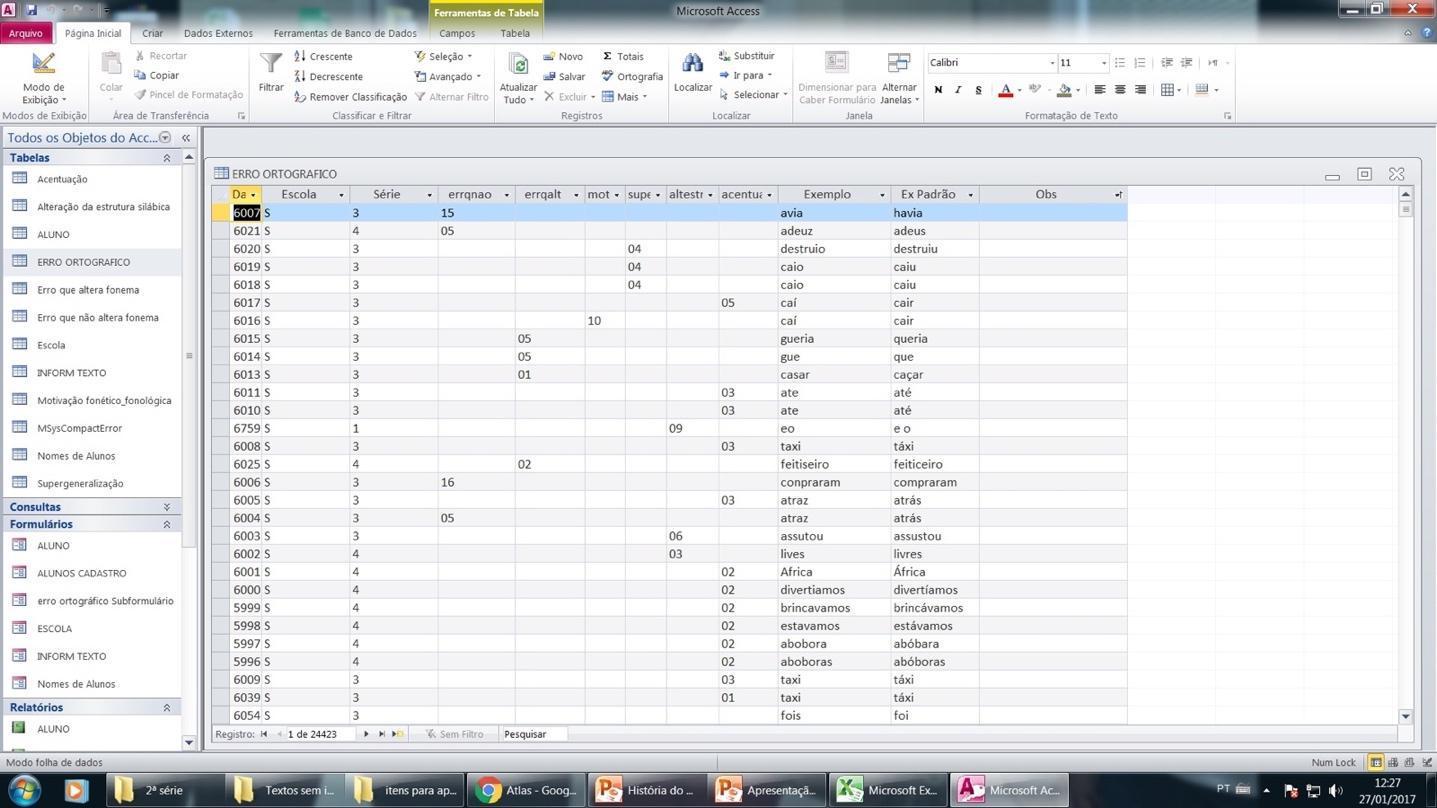 Ferramentas de Tabela
Microsoft Access
Arquivo Página Inicial Criar Dados Externos Ferramentas de Banco de Dados Campos Tabela
Modo de Exibição
Modos de Exibição
Colar
Recortar
Copiar
Pincel de Formatação
Área de Transferência
Filtrar
Crescente
Decrescente
Remover Classificação
Seleção
Avançado
Alternar Filtro
Classificar e Filtrar
Atualizar Tudo
Novo
Salvar
Excluir
Totais
Ortografia
Mais
Registros
Localizar
Substituir
Ir para
Selecionar
Localizar
Dimensionar para Caber Formulário
Alternar Janelas
Janela
Calibri 11
N I S A
Formatação de Texto
Todos os Objetos do Acc...
Tabelas
Acentuação
Alteração da estrutura silábica
ALUNO
ERRO ORTOGRAFICO
Erro que altera fonema
Erro que não altera fonema
Escola
INFORM TEXTO
Motivação fonético_fonológica
MSysCompactError
Nomes de Alunos
Supergeneralização
Consultas
Formulários
ALUNO
ALUNOS CADASTRO
erro ortográfico Subformulário
ESCOLA
INFORM TEXTO
Nomes de Alunos
Relatórios
ALUNO
ERRO ORTOGRAFICO
Da Escola Série errqnao errqalt mot supe altestr acentua Exemplo Ex Padrão Obs
6007 S 3 15 avia havia
6021 S 4 05 adeuz adeus
6020 S 3 04 destruio destruiu
6019 S 3 04 caio caiu
6018 S 3 04 caio caiu
6017 S 3 05 caí cair
6016 S 3 10 caí cair
6015 S 3 05 gueria queria
6014 S 3 05 gue que
6013 S 3 01 casar caçar
6011 S 3 03 ate até
6010 S 3 03 ate até
6759 S 1 09 eo e o
6008 S 3 03 taxi táxi
6025 S 4 02 feitiseiro feiticeiro
6006 S 3 16 conpraram compraram
6005 S 3 03 atraz atrás
6004 S 3 05 atraz atrás
6003 S 3 06 assutou assustou
6002 S 4 03 lives livres
6001 S 4 02 Africa África
6000 S 4 02 divertiamos divertíamos
5999 S 4 02 brincavamos brincávamos
5998 S 4 02 estavamos estávamos
5997 S 4 02 abobora abóbara
5996 S 4 02 aboboras abóboras
6009 S 3 03 taxi táxi
6039 S 3 01 taxi táxi
6054 S 3 fois foi
Registro: 1 de 24423 Sem Filtro Pesquisar
Modo folha de dados Num Lock
2ª série Textos sem i... itens para ap... Atlas - Goog... História do ... Apresentaçã... Microsoft Ex... Microsoft Ac... PT 12:27
27/01/2017